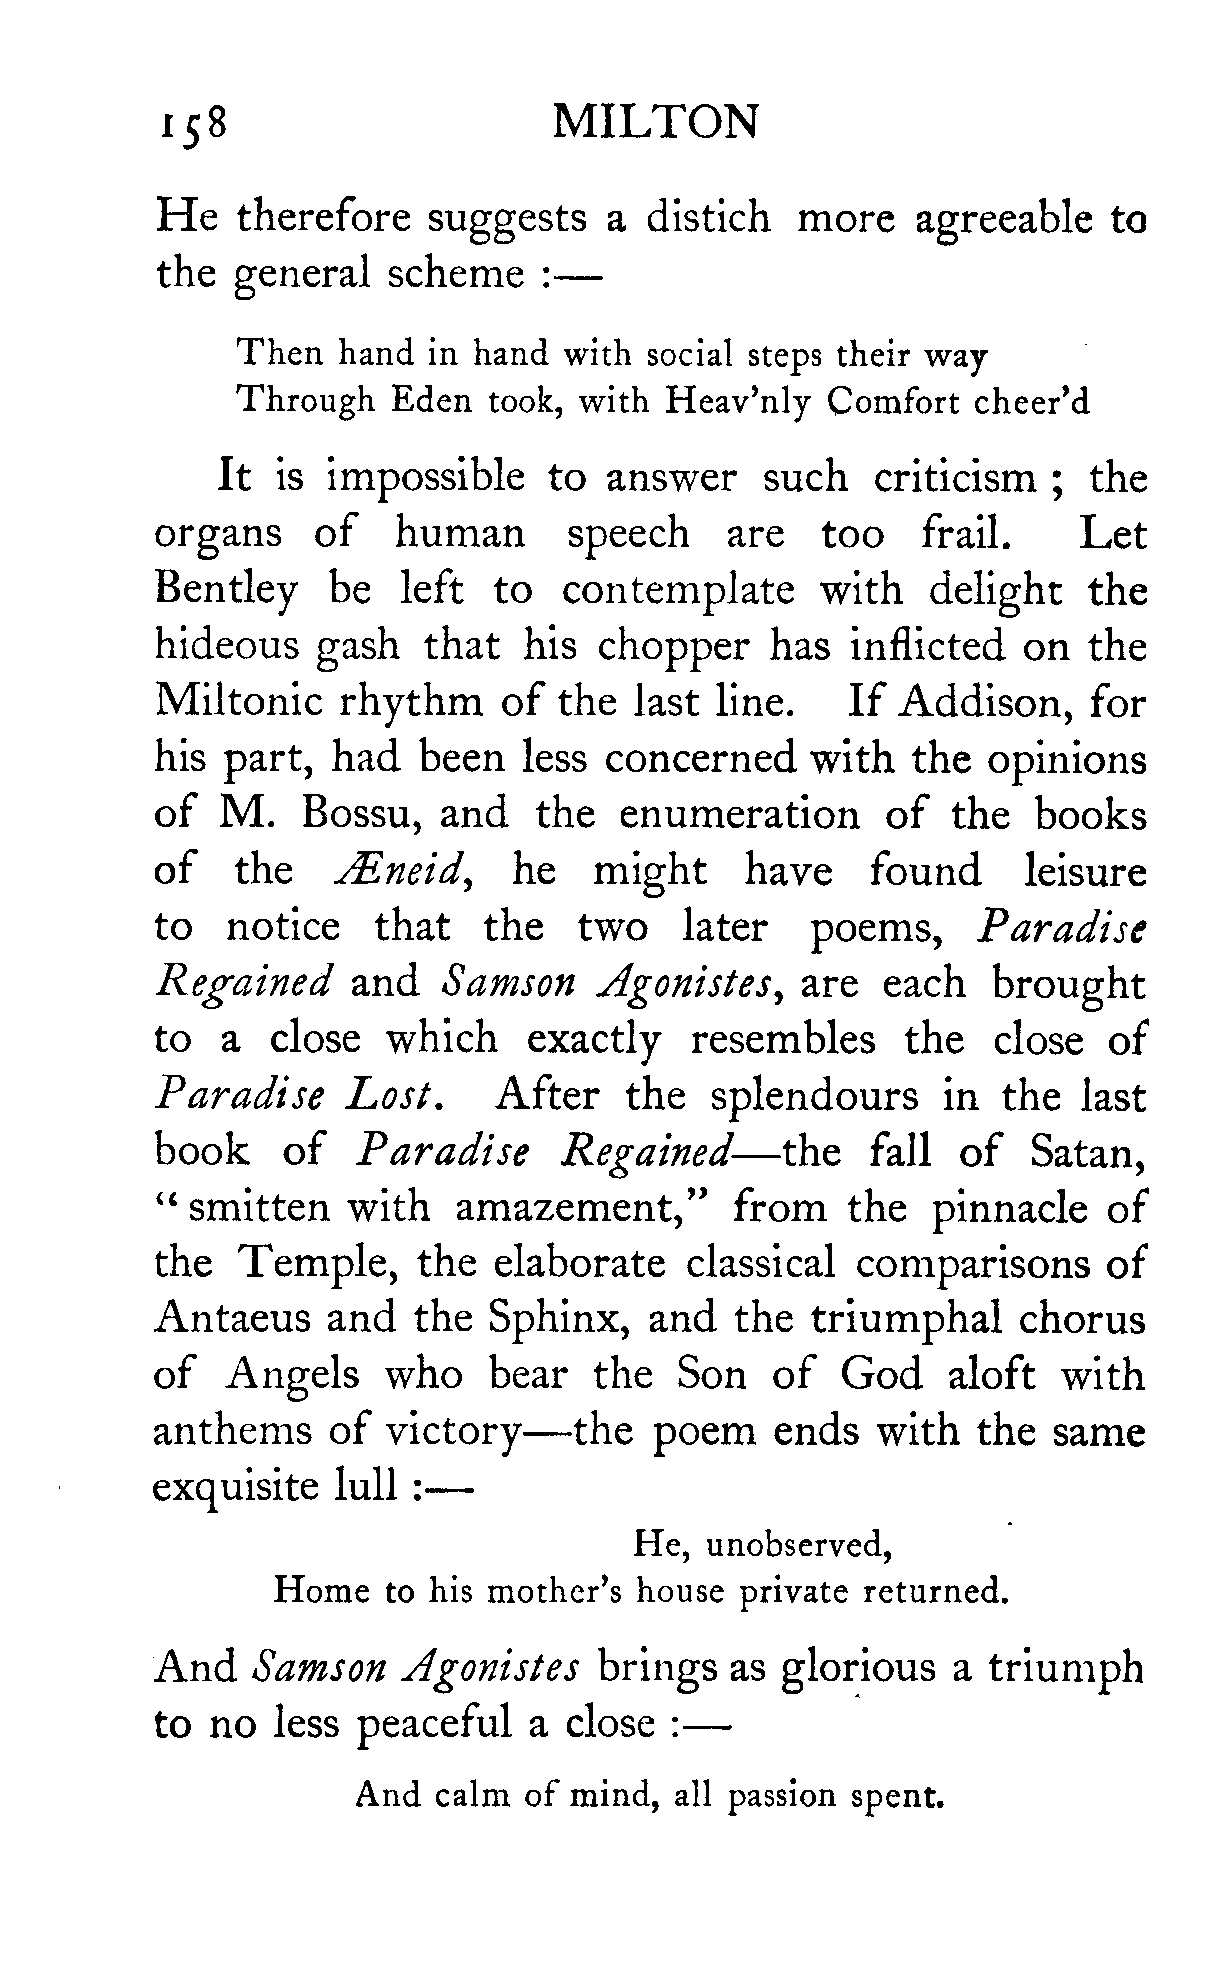 158 MILTON
He therefore suggests a distich more agreeable to
the general scheme :—
Then hand in hand with social steps their way
Through Eden took, with Heav'nly Comfort cheer'd
It is impossible to answer such criticism ; the
organs of human speech are too frail. Let
Bentley be left to contemplate with delight the
hideous gash that his chopper has inflicted on the
Miltonic rhythm of the last line. If Addison, for
his part, had been less concerned with the opinions
of M. Bossu, and the enumeration of the books
of the Æneid, he might have found leisure
to notice that the two later poems, Paradise
Regained and Samson Agonistes, are each brought
to a close which exactly resembles the close of
Paradise Lost. After the splendours in the last
book of Paradise Regained—the fall of Satan,
“ smitten with amazement,” from the pinnacle of
the Temple, the elaborate classical comparisons of
Antaeus and the Sphinx, and the triumphal chorus
of Angels who bear the Son of God aloft with
anthems of victory—the poem ends with the same
exquisite lull :—
He, unobserved,
Home to his mother's house private returned.
And Samson Agonistes brings as glorious a triumph
to no less peaceful a close :—
And calm of mind, all passion spent.